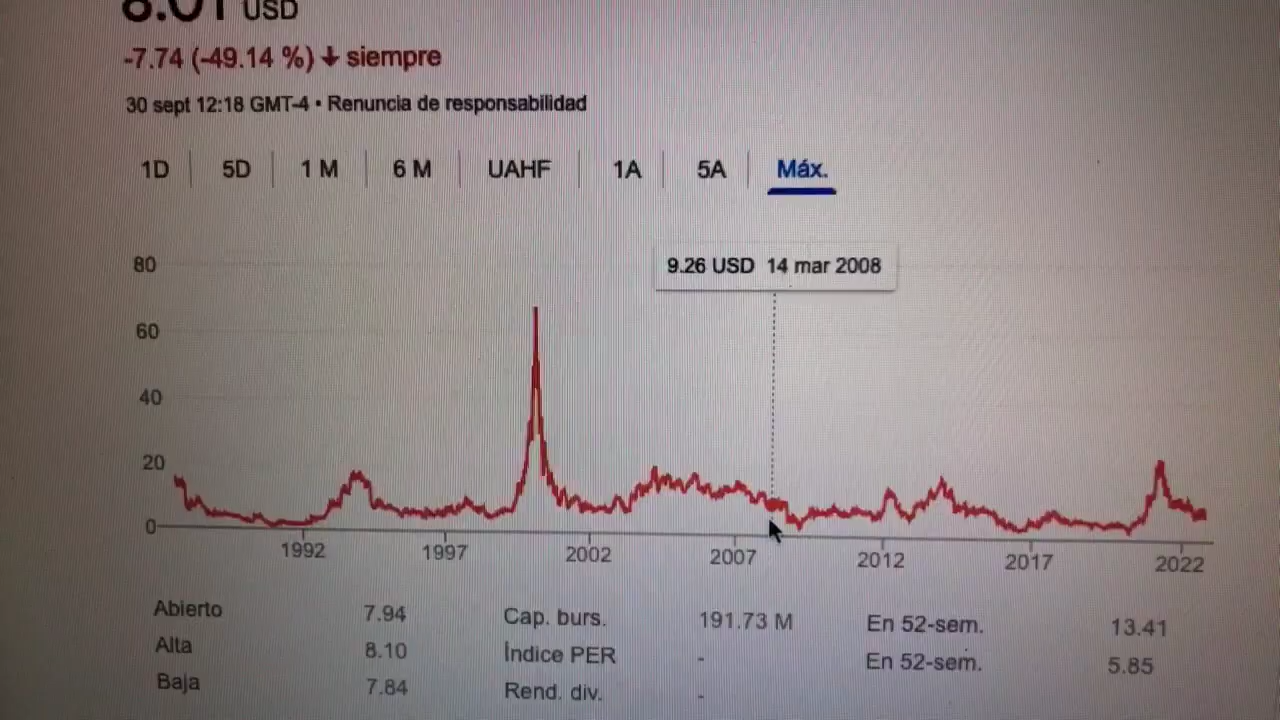 8.01 USD
-7.74 (-49.14 %) ↓ siempre
30 sept 12:18 GMT-4 • Renuncia de responsabilidad
1D 5D 1 M 6 M UAHF 1A 5A Máx.
9.26 USD 14 mar 2008
80
60
40
20
0
1992 1997 2002 2007 2012 2017 2022
Abierto 7.94 Cap. burs. 191.73 M En 52-sem. 13.41
Alta 8.10 Índice PER - En 52-sem. 5.85
Baja 7.84 Rend. div. -